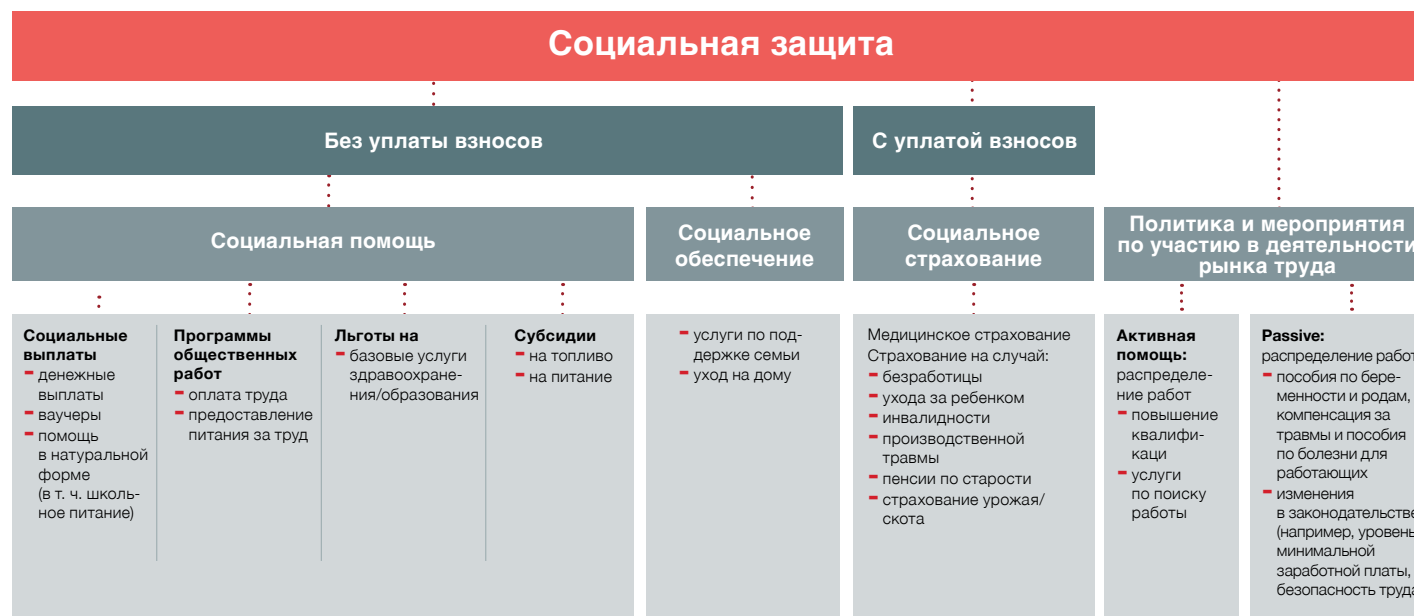 Социальная защита
Без уплаты взносов
С уплатой взносов
Социальная помощь
Социальное
обеспечение
Социальное
страхование
Политика и мероприятия
по участию в деятельности
рынка труда
Социальные
выплаты
- денежные
выплаты
- ваучеры
- помощь
в натуральной
форме
(в т. ч. школь-
ное питание)
Программы
общественных
работ
- оплата труда
- предоставление
питания за труд
Льготы на
- базовые услуги
здравоохране-
ния/образования
Субсидии
- на топливо
- на питание
- услуги по под-
держке семьи
- уход на дому
Медицинское страхование
Страхование на случай:
- безработицы
- ухода за ребенком
- инвалидности
- производственной
травмы
- пенсии по старости
- страхование урожая/
скота
Активная
помощь:
распределе-
ние работ
- повышение
квалифи-
каци
- услуги
по поиску
работы
Passive:
распределение работ
- пособия по бере-
менности и родам,
компенсация за
травмы и пособия
по болезни для
работающих
- изменения
в законодательстве
(например, уровень
минимальной
заработной платы,
безопасность труда